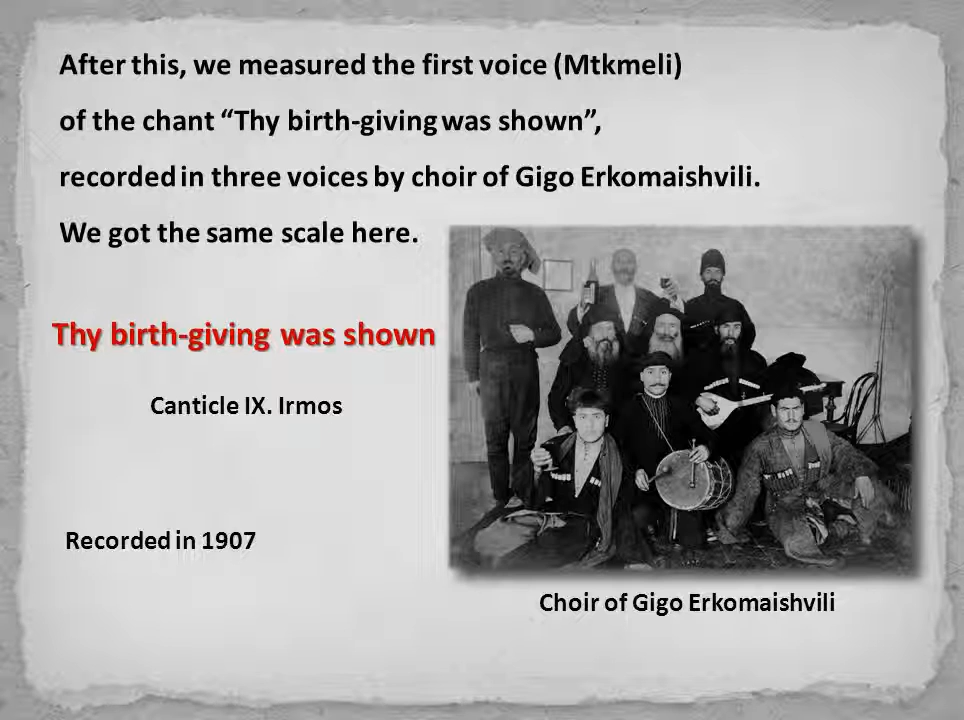 After this, we measured the first voice (Mtkmeli)
of the chant “Thy birth-giving was shown”,
recorded in three voices by choir of Gigo Erkomaishvili.
We got the same scale here.
Thy birth-giving was shown
Canticle IX. Irmos
Recorded in 1907
Choir of Gigo Erkomaishvili